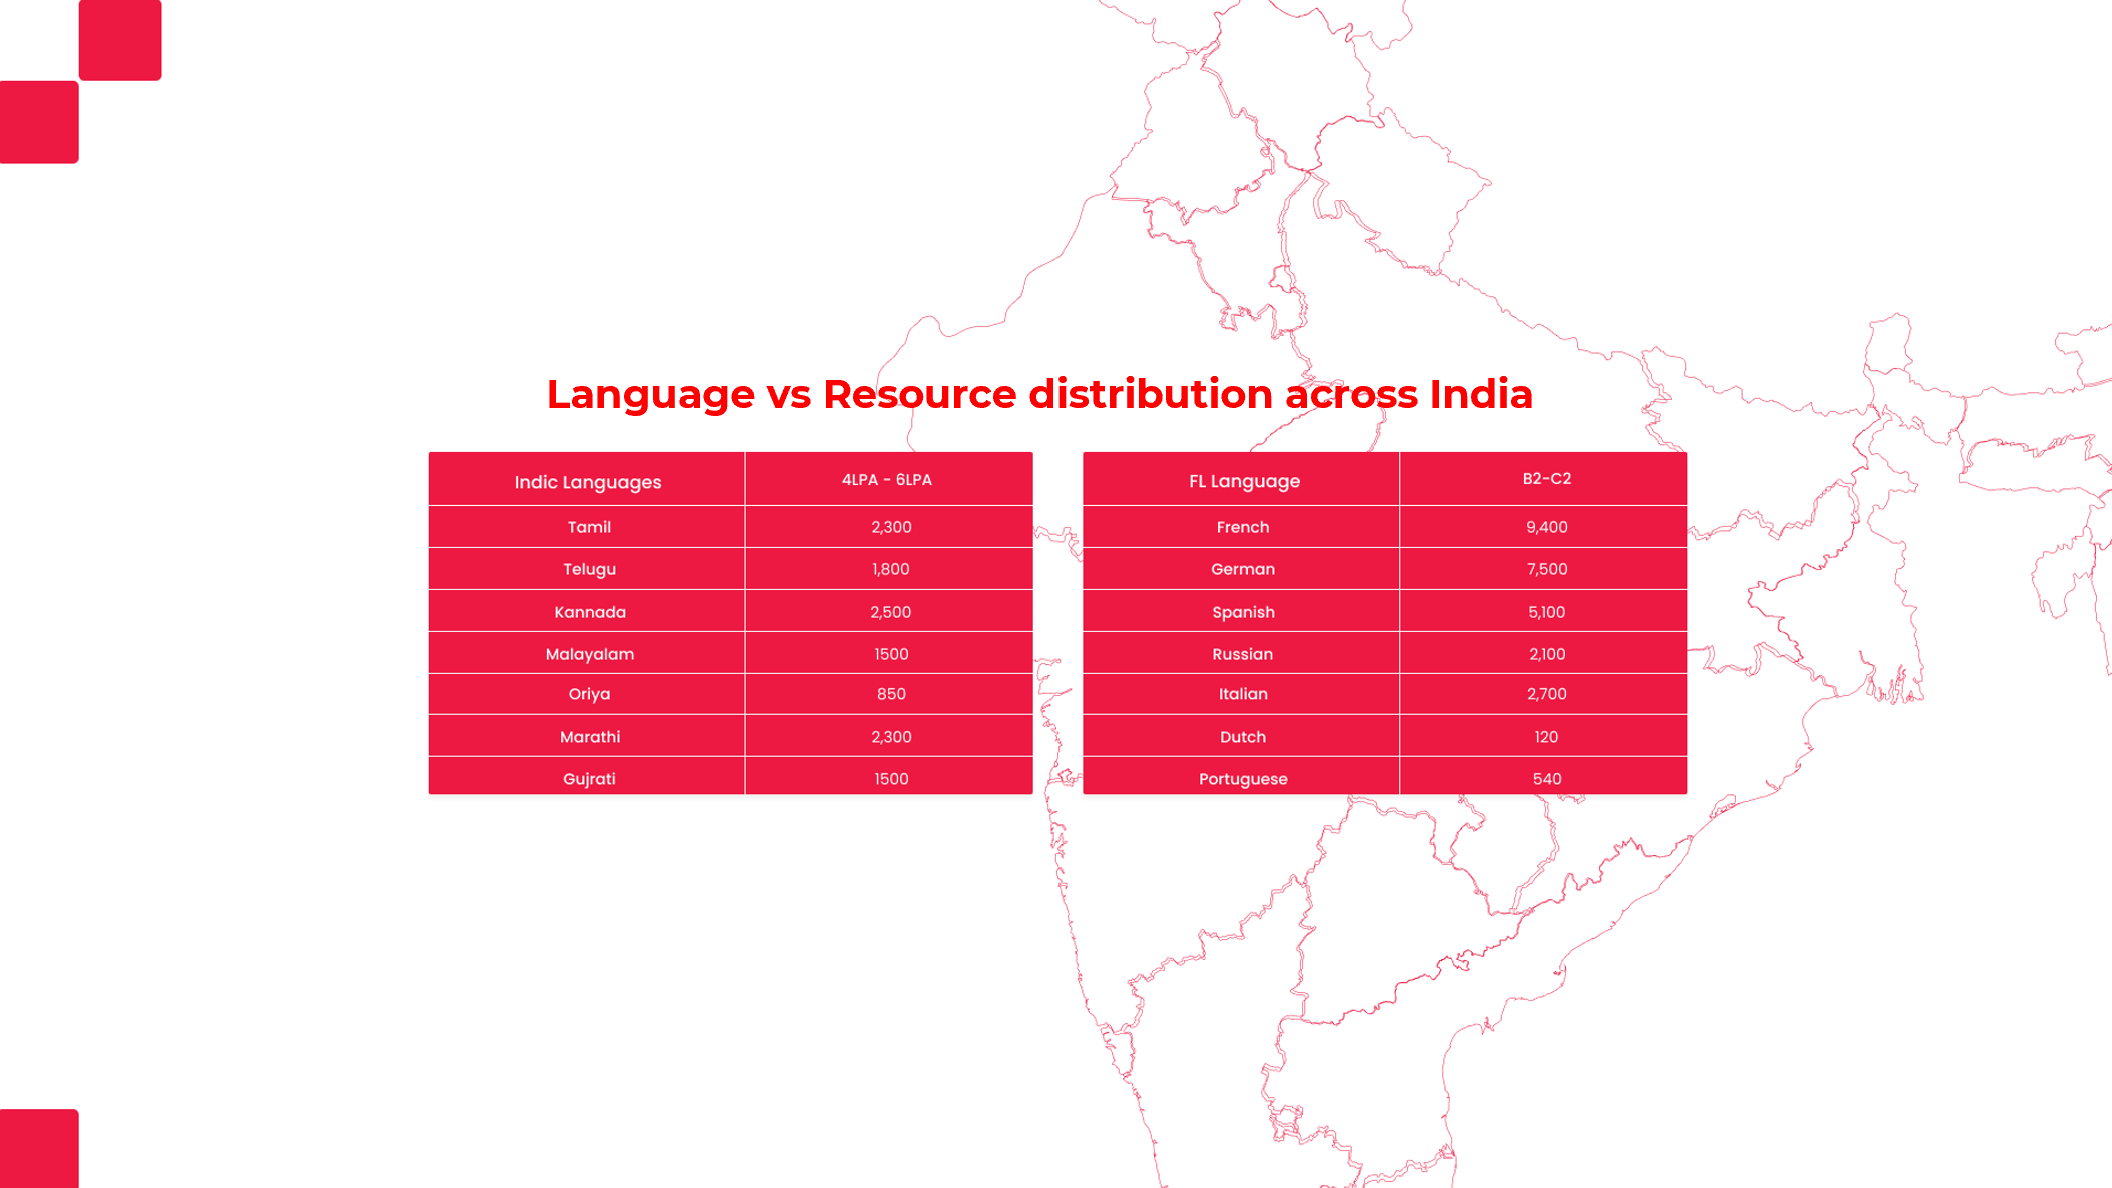 Language vs Resource distribution across India
Indic Languages 4LPA - 6LPA
Tamil 2,300
Telugu 1,800
Kannada 2,500
Malayalam 1500
Oriya 850
Marathi 2,300
Gujrati 1500
FL Language B2-C2
French 9,400
German 7,500
Spanish 5,100
Russian 2,100
Italian 2,700
Dutch 120
Portuguese 540